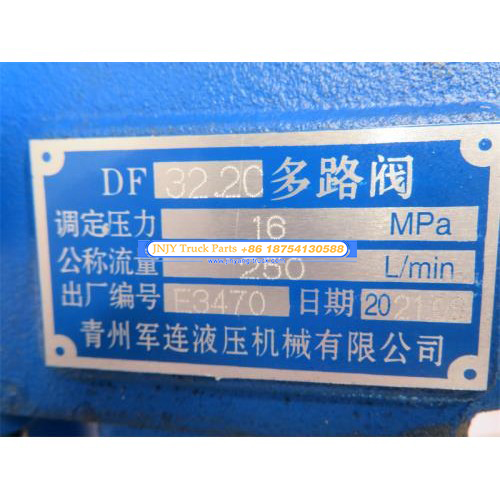 DF 32.20 多路阀
调定压力 16 MPa
JNJY Truck Parts +86 18754130588
公称流量 250 L/min
出厂编号 E3470 日期 20
青州军连液压机械有限公司